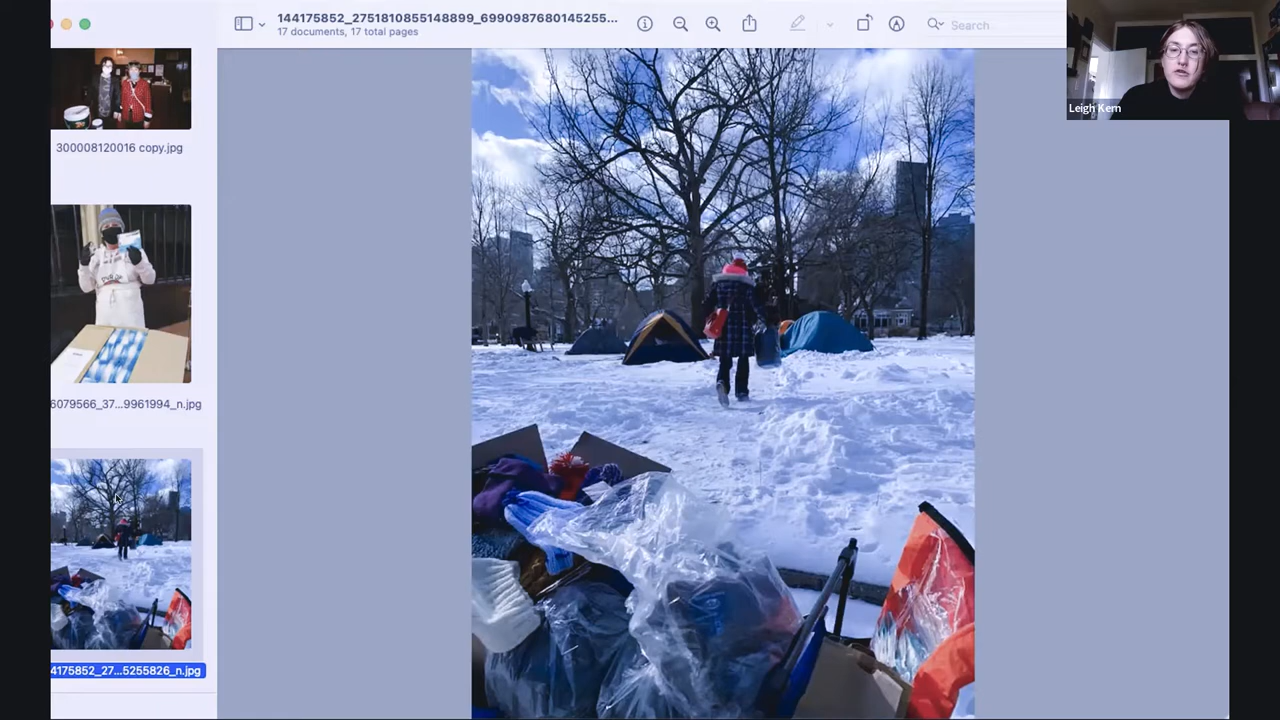 144175852_2751810855148899_6990987680145255...
17 documents, 17 total pages
Search
Leigh Kern
300008120016 copy.jpg
6079566_37...9961994_n.jpg
4175852_27...5255826_n.jpg